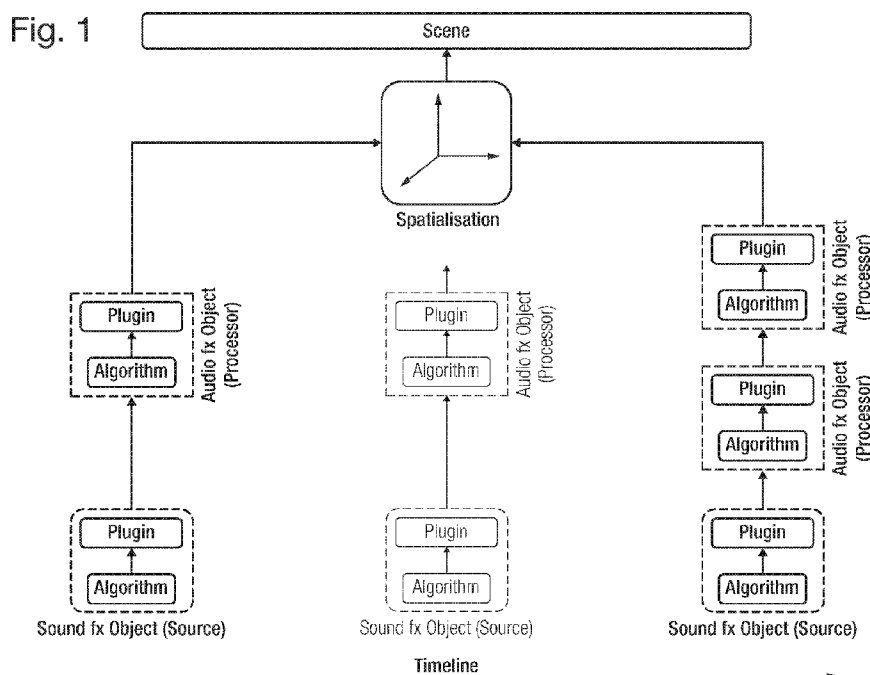 Fig. 1
Scene
Spatialisation
Plugin
Algorithm
Audio fx Object
(Processor)
Plugin
Algorithm
Audio fx Object
(Processor)
Plugin
Algorithm
Audio fx Object
(Processor)
Plugin
Algorithm
Audio fx Object
(Processor)
Plugin
Algorithm
Sound fx Object (Source)
Plugin
Algorithm
Sound fx Object (Source)
Plugin
Algorithm
Sound fx Object (Source)
Timeline